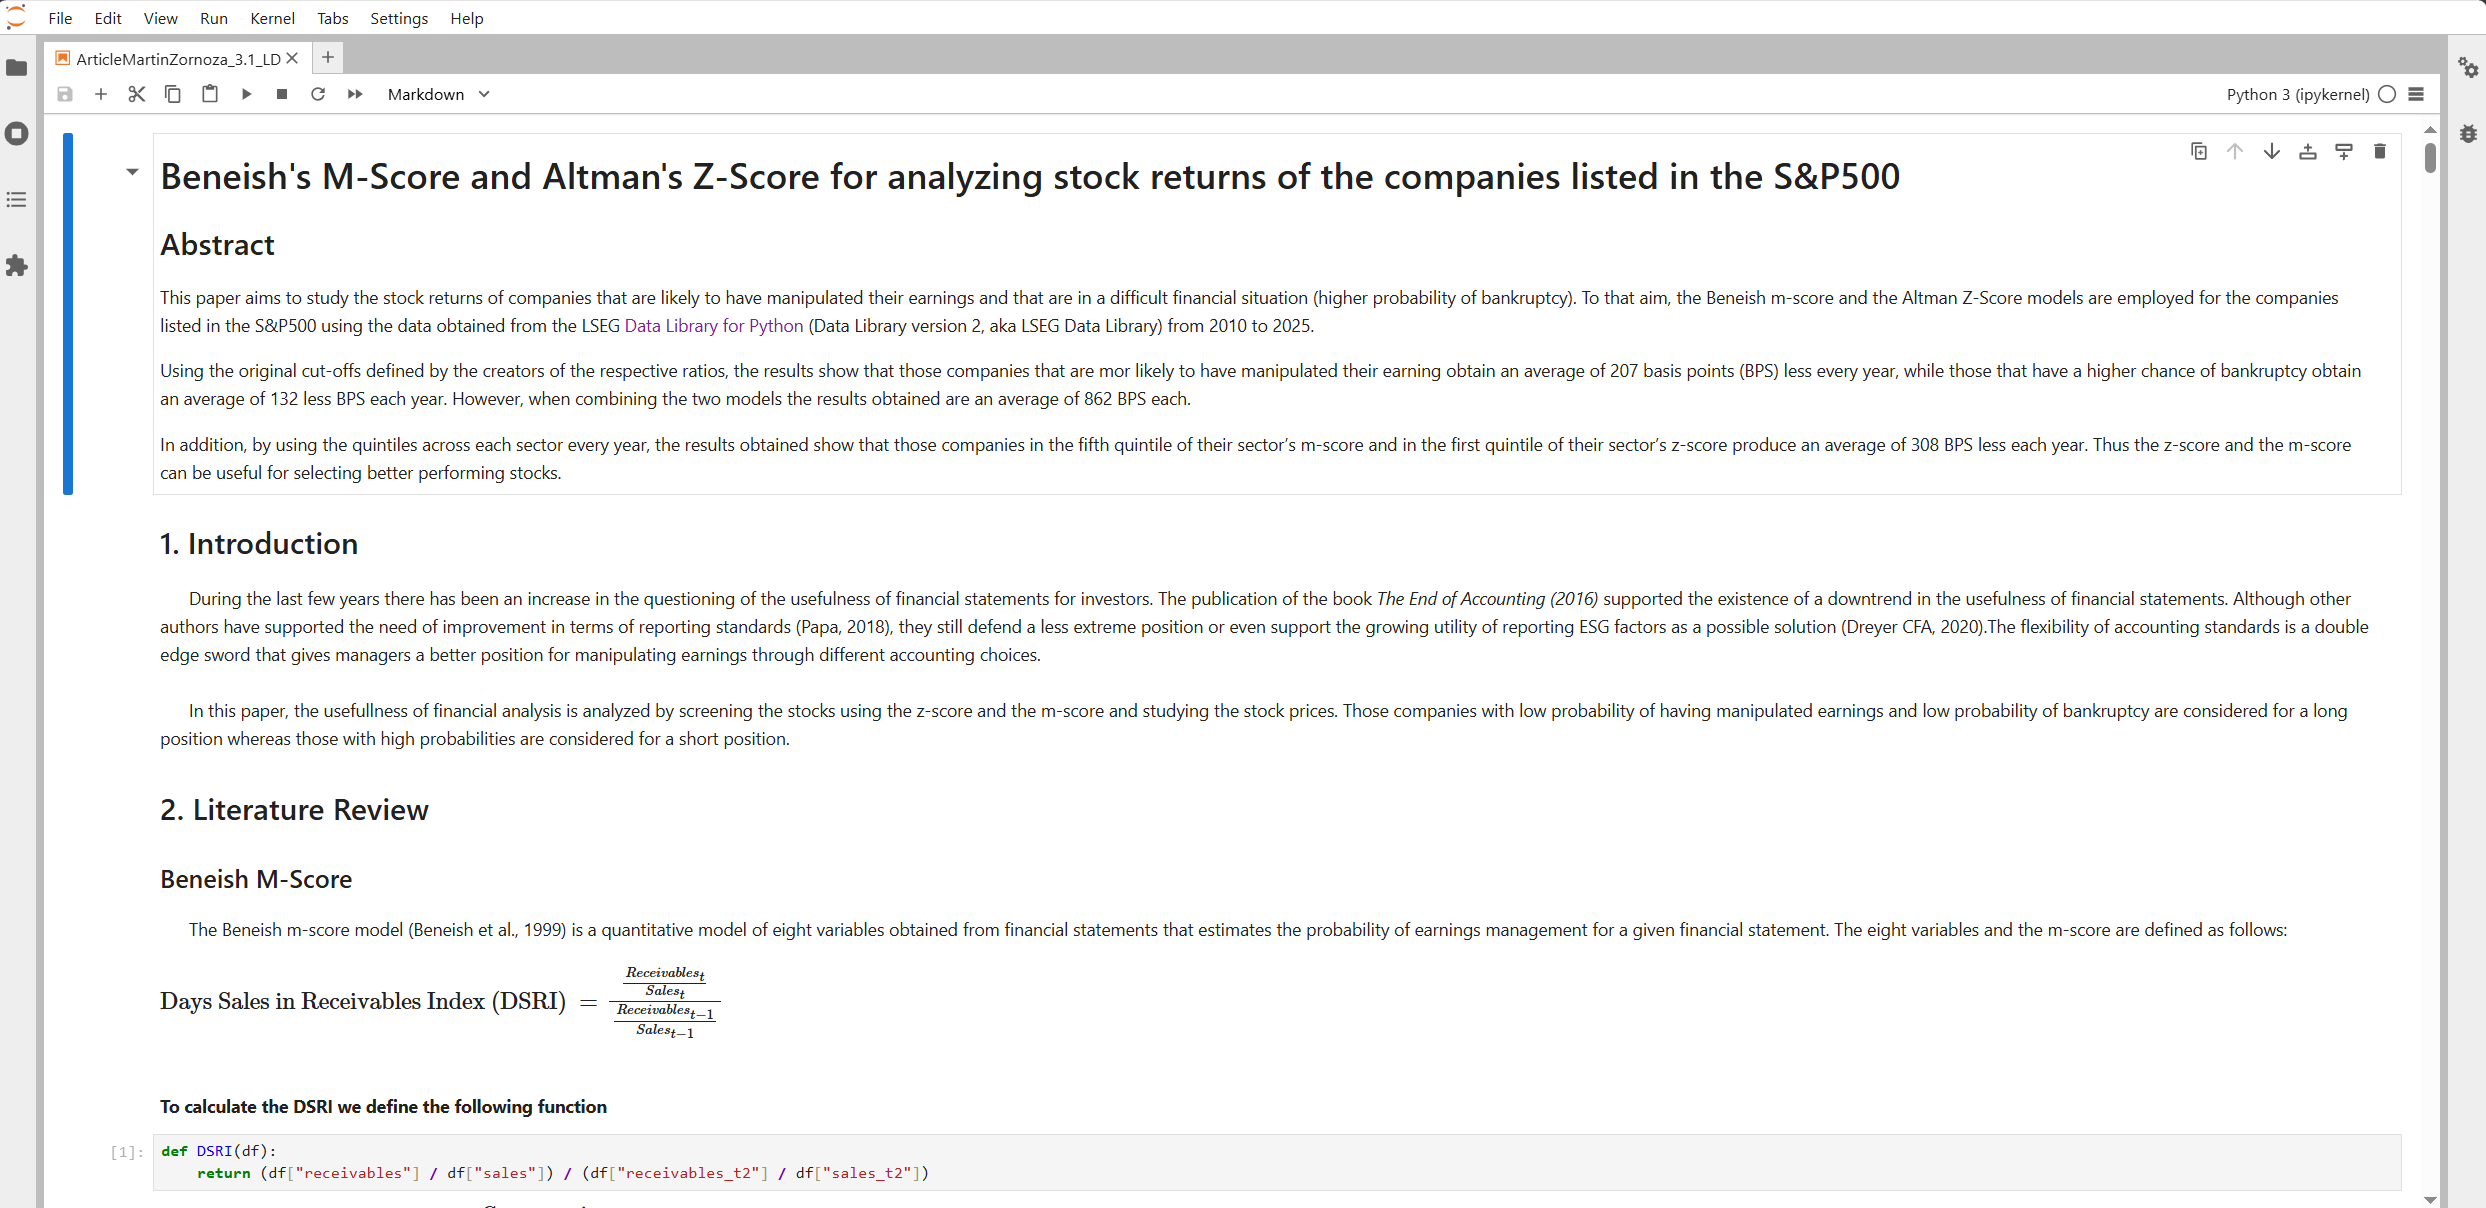 File Edit View Run Kernel Tabs Settings Help
ArticleMartinZornoza_3.1_LD
Markdown
Python 3 (ipykernel)
Beneish's M-Score and Altman's Z-Score for analyzing stock returns of the companies listed in the S&P500
Abstract
This paper aims to study the stock returns of companies that are likely to have manipulated their earnings and that are in a difficult financial situation (higher probability of bankruptcy). To that aim, the Beneish m-score and the Altman Z-Score models are employed for the companies
listed in the S&P500 using the data obtained from the LSEG Data Library for Python (Data Library version 2, aka LSEG Data Library) from 2010 to 2025.
Using the original cut-offs defined by the creators of the respective ratios, the results show that those companies that are mor likely to have manipulated their earning obtain an average of 207 basis points (BPS) less every year, while those that have a higher chance of bankruptcy obtain
an average of 132 less BPS each year. However, when combining the two models the results obtained are an average of 862 BPS each.
In addition, by using the quintiles across each sector every year, the results obtained show that those companies in the fifth quintile of their sector’s m-score and in the first quintile of their sector’s z-score produce an average of 308 BPS less each year. Thus the z-score and the m-score
can be useful for selecting better performing stocks.
1. Introduction
During the last few years there has been an increase in the questioning of the usefulness of financial statements for investors. The publication of the book The End of Accounting (2016) supported the existence of a downtrend in the usefulness of financial statements. Although other
authors have supported the need of improvement in terms of reporting standards (Papa, 2018), they still defend a less extreme position or even support the growing utility of reporting ESG factors as a possible solution (Dreyer CFA, 2020).The flexibility of accounting standards is a double
edge sword that gives managers a better position for manipulating earnings through different accounting choices.
In this paper, the usefullness of financial analysis is analyzed by screening the stocks using the z-score and the m-score and studying the stock prices. Those companies with low probability of having manipulated earnings and low probability of bankruptcy are considered for a long
position whereas those with high probabilities are considered for a short position.
2. Literature Review
Beneish M-Score
The Beneish m-score model (Beneish et al., 1999) is a quantitative model of eight variables obtained from financial statements that estimates the probability of earnings management for a given financial statement. The eight variables and the m-score are defined as follows:
Receivables_t
Sales_t
Days Sales in Receivables Index (DSRI) =
Receivables_t−1
Sales_t−1
To calculate the DSRI we define the following function
[1]: def DSRI(df):
return (df["receivables"] / df["sales"]) / (df["receivables_t2"] / df["sales_t2"])